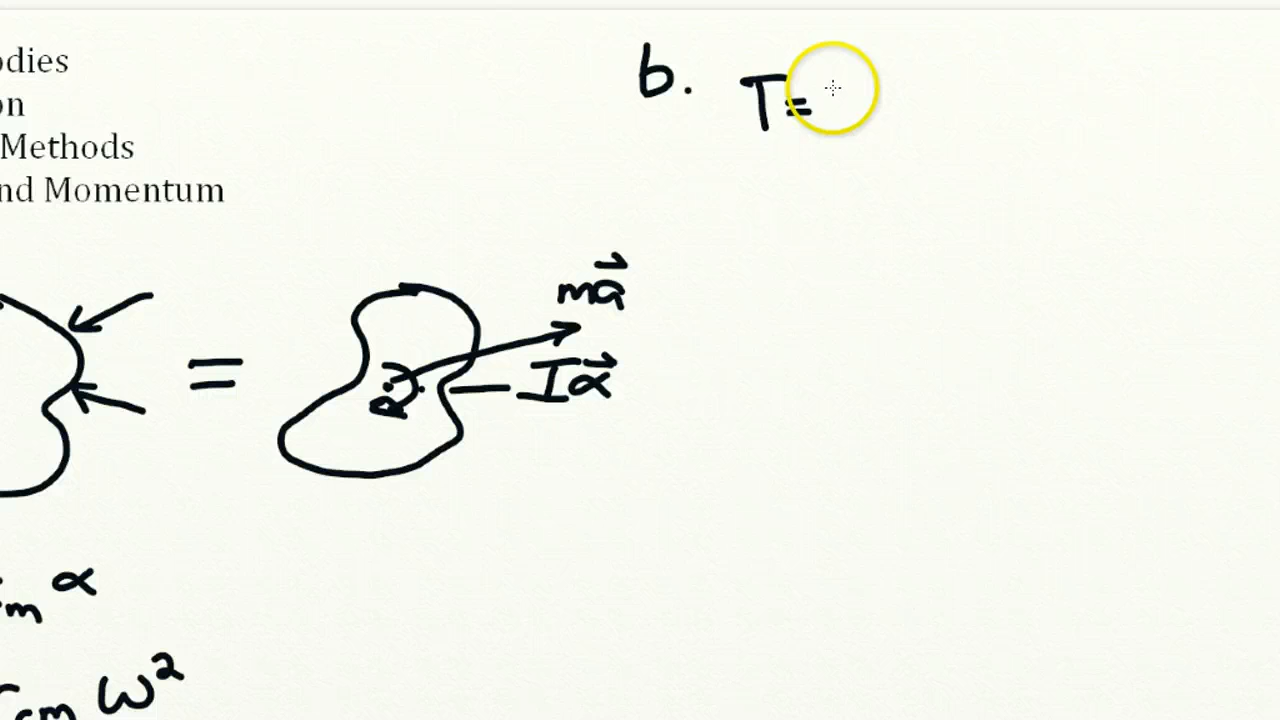 odies
on
Methods
nd Momentum
b. T=
=
ma⃗
Iα⃗
m α
cm ω²